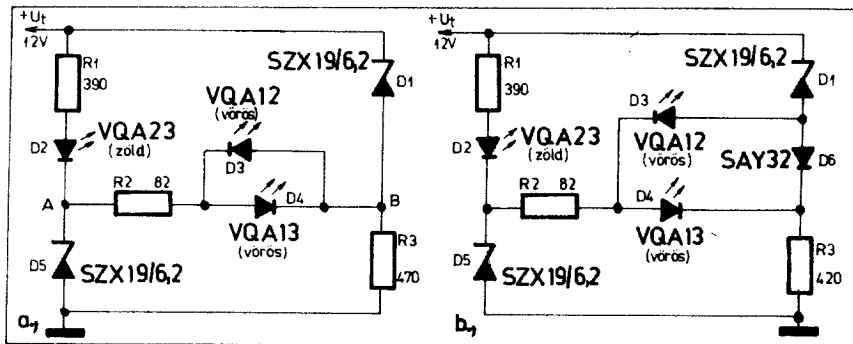 +Ut
12V
R1
390
SZX19/6,2
D1
VQA12
(vörös)
D3
VQA23
(zöld)
D2
A
R2 82
D4
B
VQA13
(vörös)
R3
470
D5
SZX19/6,2
a,
+Ut
12V
R1
390
SZX19/6,2
D1
D3
VQA12
(vörös)
VQA23
(zöld)
D2
SAY32
D6
R2 82
D4
VQA13
(vörös)
R3
420
D5
SZX19/6,2
b,